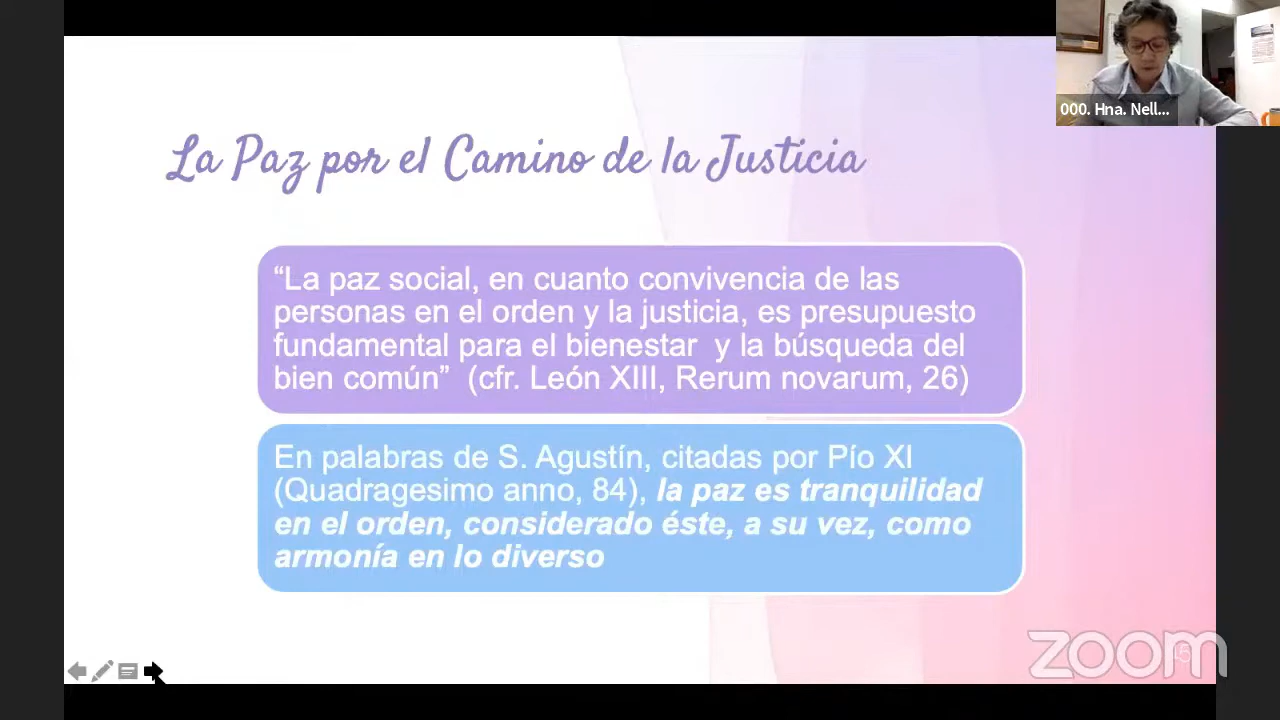 000. Hna. Nell...
La Paz por el Camino de la Justicia
“La paz social, en cuanto convivencia de las
personas en el orden y la justicia, es presupuesto
fundamental para el bienestar  y la búsqueda del
bien común”  (cfr. León XIII, Rerum novarum, 26)
En palabras de S. Agustín, citadas por Pío XI
(Quadragesimo anno, 84), la paz es tranquilidad
en el orden, considerado éste, a su vez, como
armonía en lo diverso
zoom